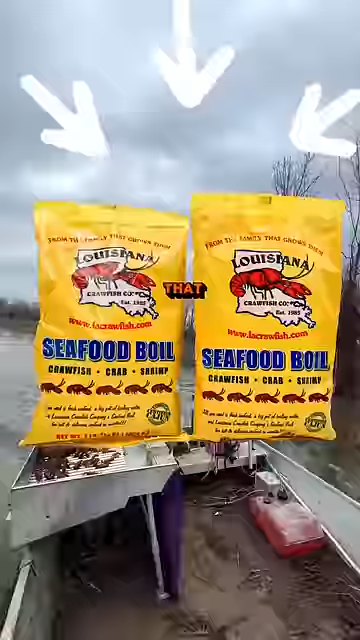 FROM THE FAMILY THAT GROWS THEM
LOUISIANA
CRAWFISH CO.
Est. 1985
www.lacrawfish.com
SEAFOOD BOIL
CRAWFISH • CRAB • SHRIMP
THAT
FROM THE FAMILY THAT GROWS THEM
LOUISIANA
CRAWFISH CO.
Est. 1985
www.lacrawfish.com
SEAFOOD BOIL
CRAWFISH • CRAB • SHRIMP